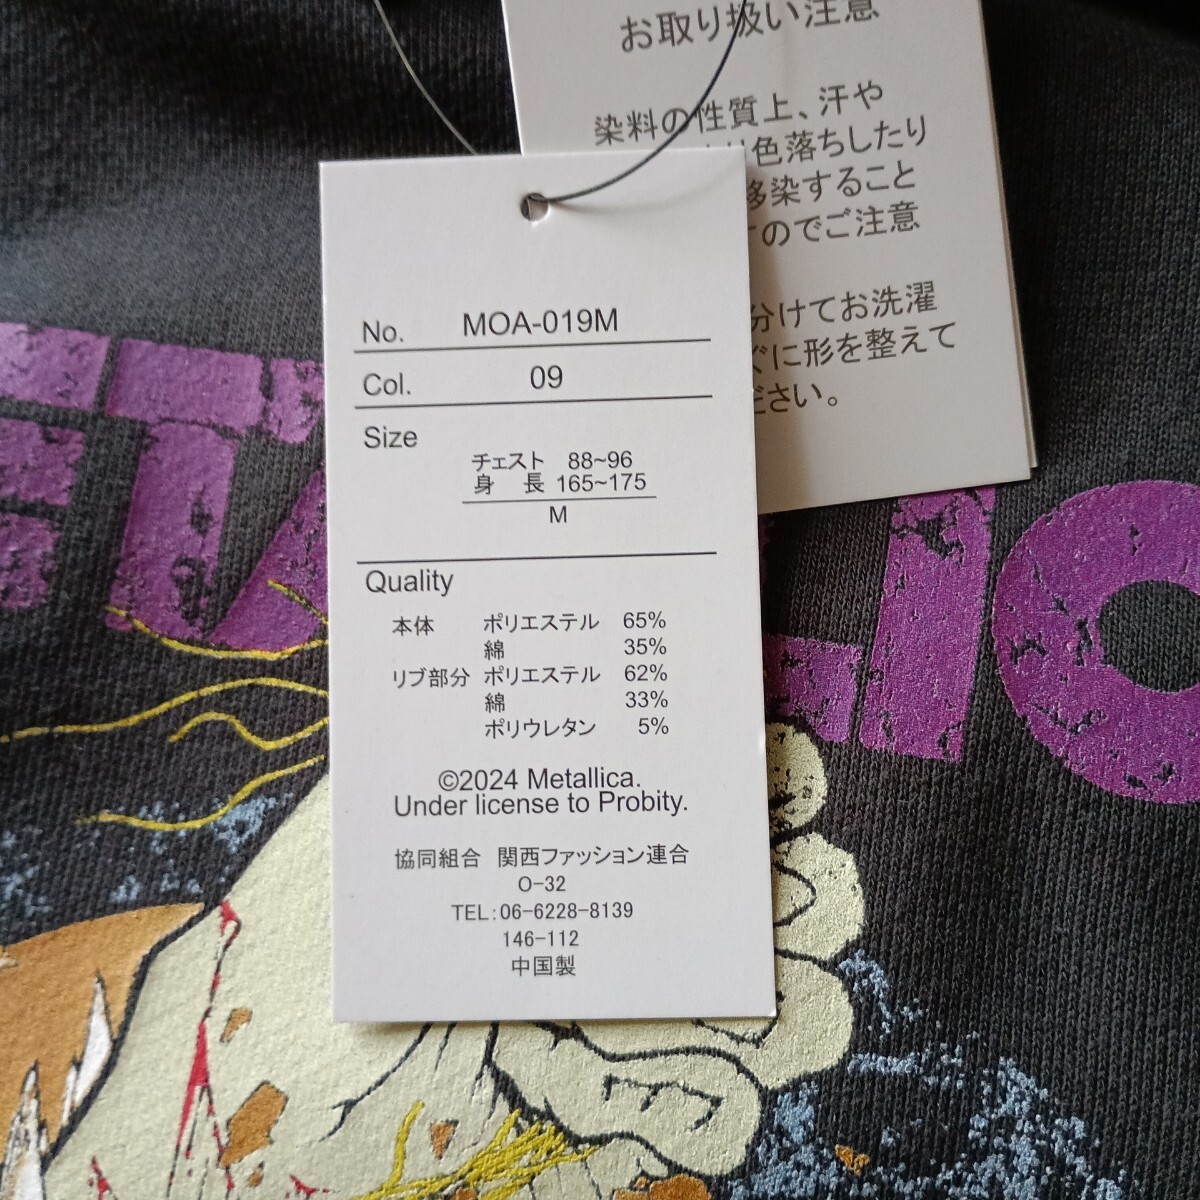 お取り扱い注意
染料の性質上、汗や
色落ちしたり
移染すること
のでご注意
分けてお洗濯
に形を整えて
ださい。
No. MOA-019M
Col. 09
Size
チェスト 88~96
身 長 165~175
M
Quality
本体 ポリエステル 65%
綿 35%
リブ部分 ポリエステル 62%
綿 33%
ポリウレタン 5%
©2024 Metallica.
Under license to Probity.
協同組合 関西ファッション連合
O-32
TEL:06-6228-8139
146-112
中国製